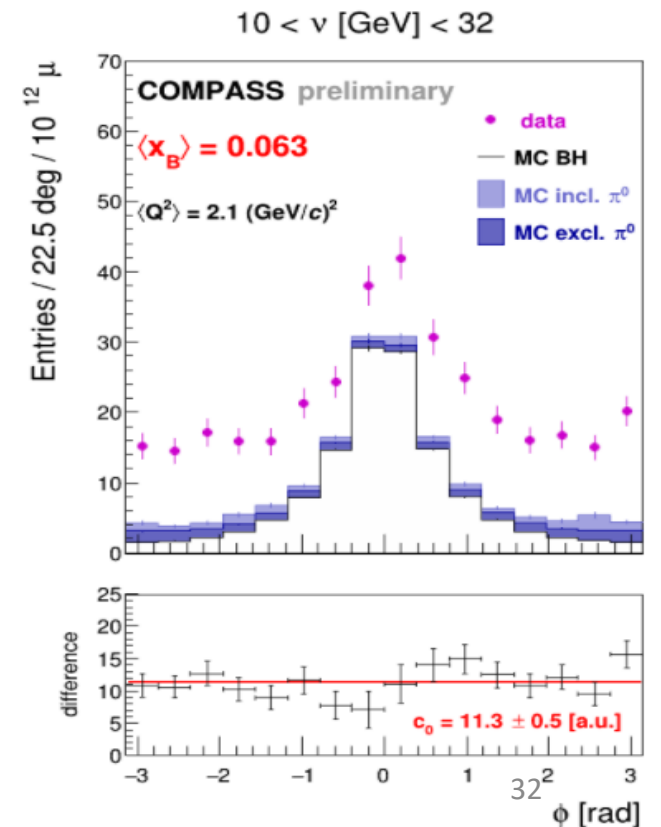 10 < ν [GeV] < 32
Entries / 22.5 deg / 10¹² μ
70
60
50
40
30
20
10
0
COMPASS preliminary
⟨x_B⟩ = 0.063
⟨Q²⟩ = 2.1 (GeV/c)²
data
MC BH
MC incl. π⁰
MC excl. π⁰
difference
25
20
15
10
5
0
c₀ = 11.3 ± 0.5 [a.u.]
−3 −2 −1 0 1 2 3
32
ϕ [rad]